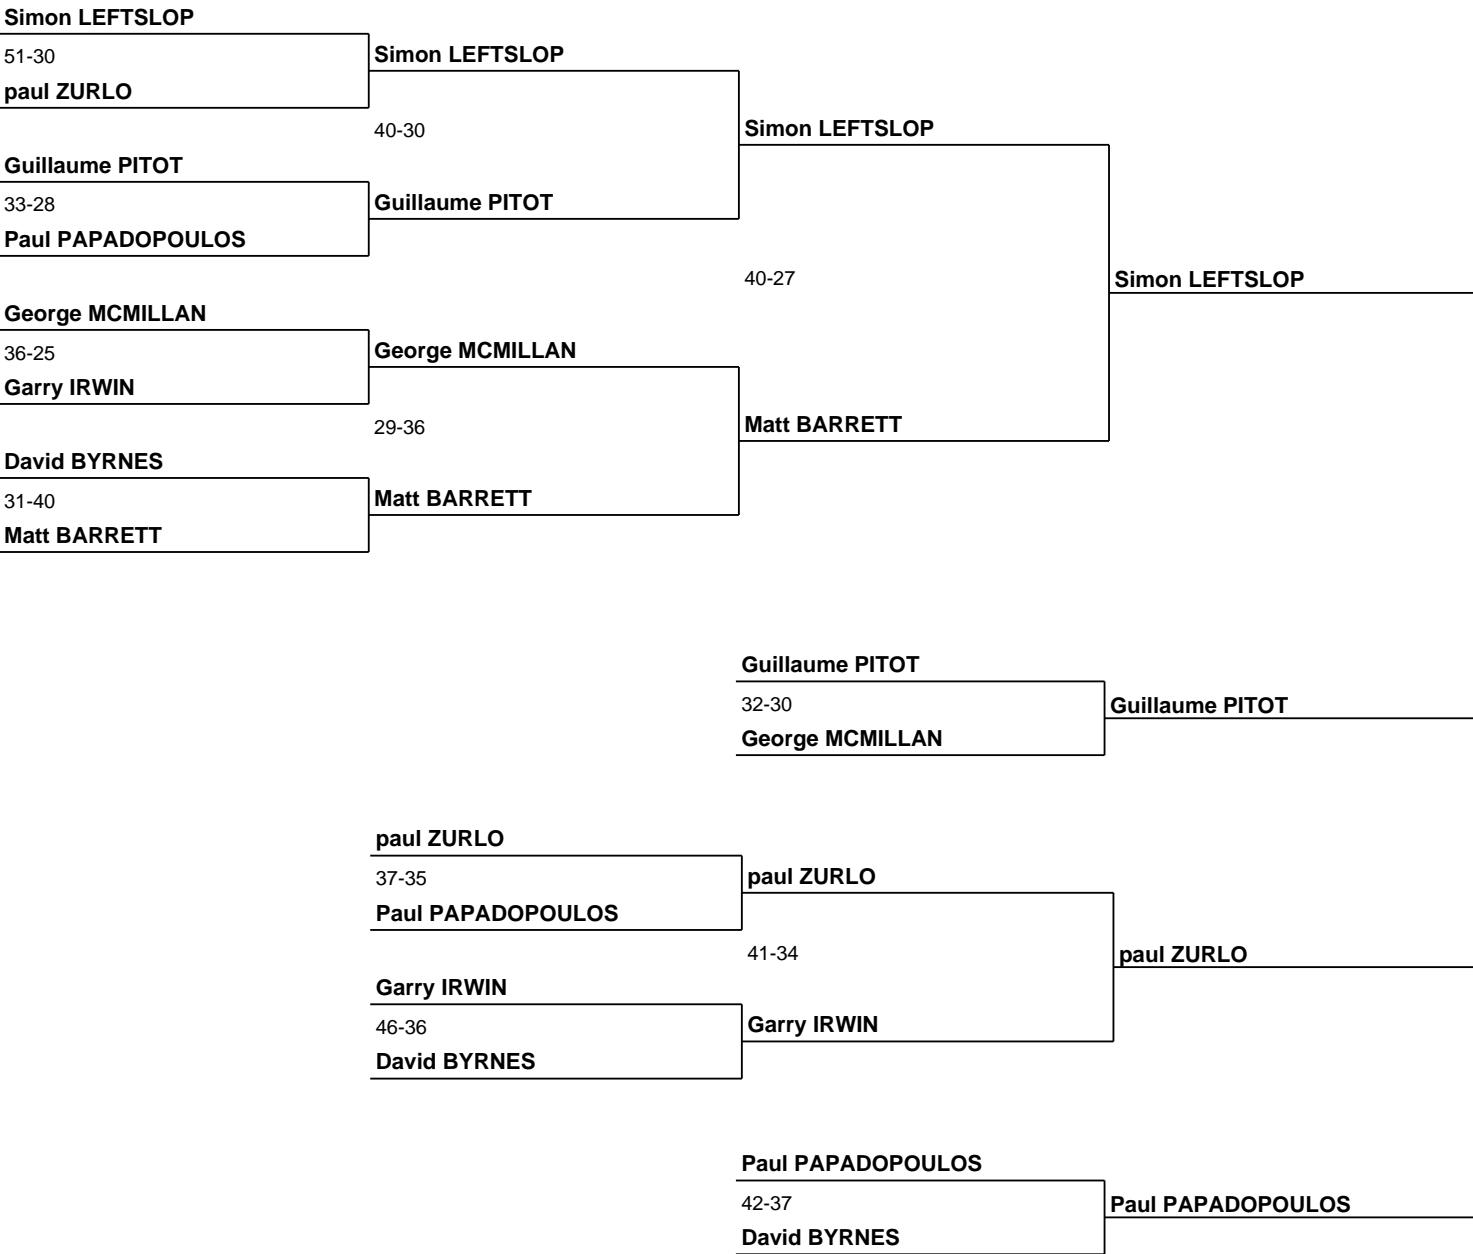 Simon LEFTSLOP
51-30
Simon LEFTSLOP
paul ZURLO
40-30
Simon LEFTSLOP
Guillaume PITOT
33-28
Guillaume PITOT
Paul PAPADOPOULOS
40-27
Simon LEFTSLOP
George MCMILLAN
36-25
George MCMILLAN
Garry IRWIN
29-36
Matt BARRETT
David BYRNES
31-40
Matt BARRETT
Matt BARRETT
Guillaume PITOT
32-30
Guillaume PITOT
George MCMILLAN
paul ZURLO
37-35
paul ZURLO
Paul PAPADOPOULOS
41-34
paul ZURLO
Garry IRWIN
46-36
Garry IRWIN
David BYRNES
Paul PAPADOPOULOS
42-37
Paul PAPADOPOULOS
David BYRNES